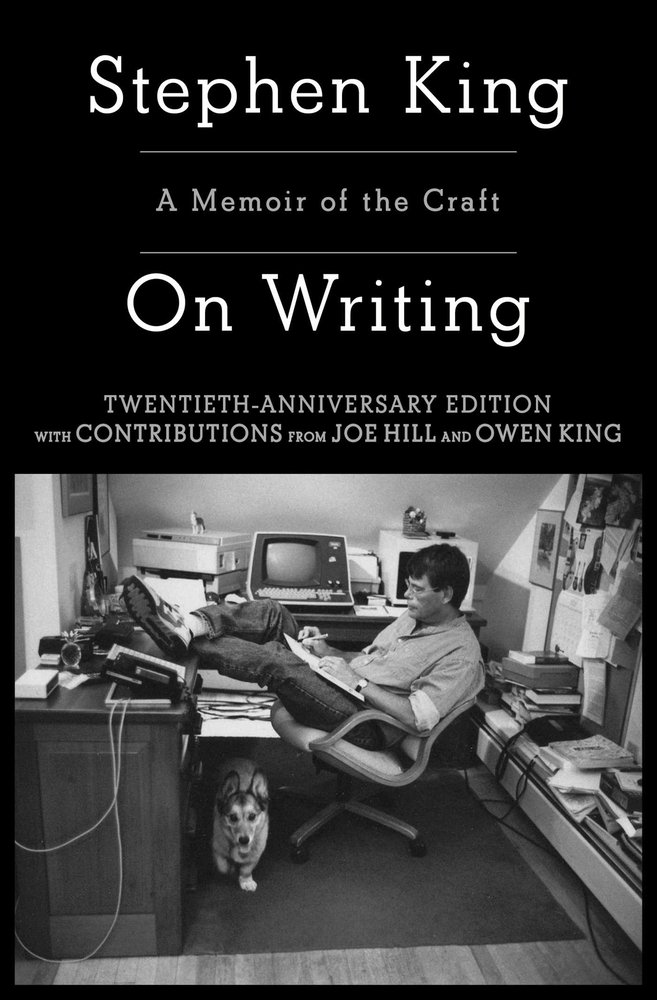 Stephen King
A Memoir of the Craft
On Writing
TWENTIETH-ANNIVERSARY EDITION
WITH CONTRIBUTIONS FROM JOE HILL AND OWEN KING